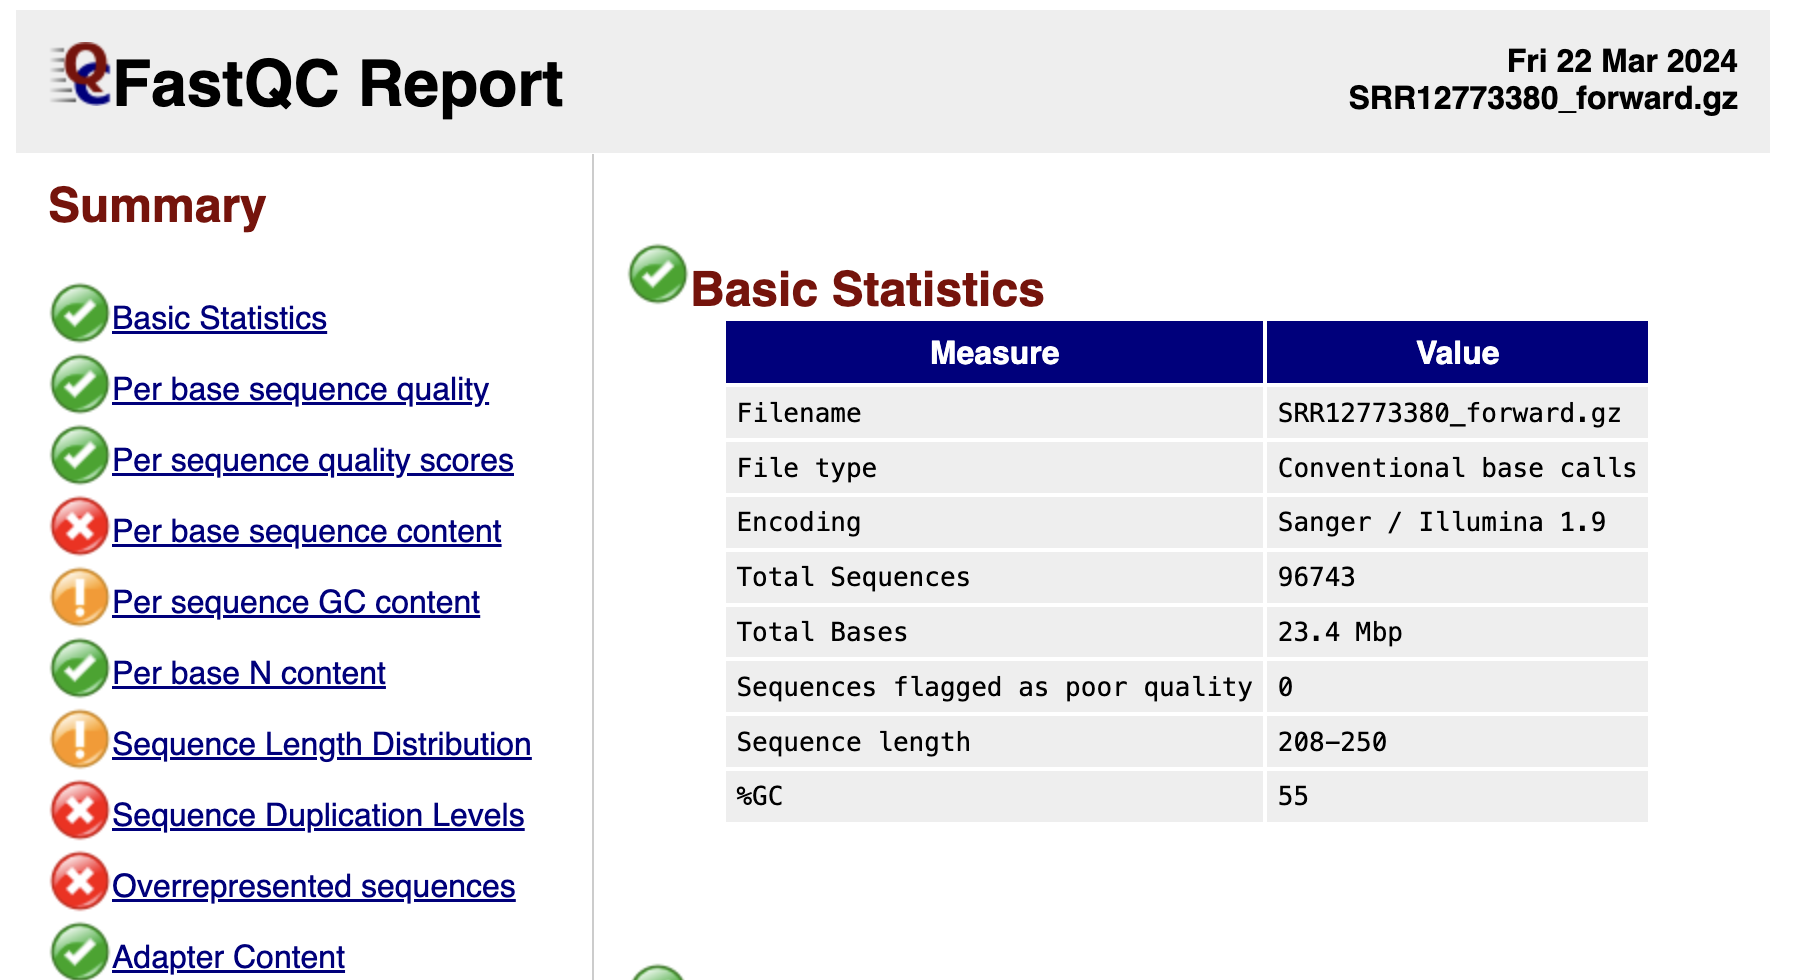 FastQC Report
Fri 22 Mar 2024
SRR12773380_forward.gz
Summary
Basic Statistics
Per base sequence quality
Per sequence quality scores
Per base sequence content
Per sequence GC content
Per base N content
Sequence Length Distribution
Sequence Duplication Levels
Overrepresented sequences
Adapter Content
Basic Statistics
Measure Value
Filename SRR12773380_forward.gz
File type Conventional base calls
Encoding Sanger / Illumina 1.9
Total Sequences 96743
Total Bases 23.4 Mbp
Sequences flagged as poor quality 0
Sequence length 208-250
%GC 55